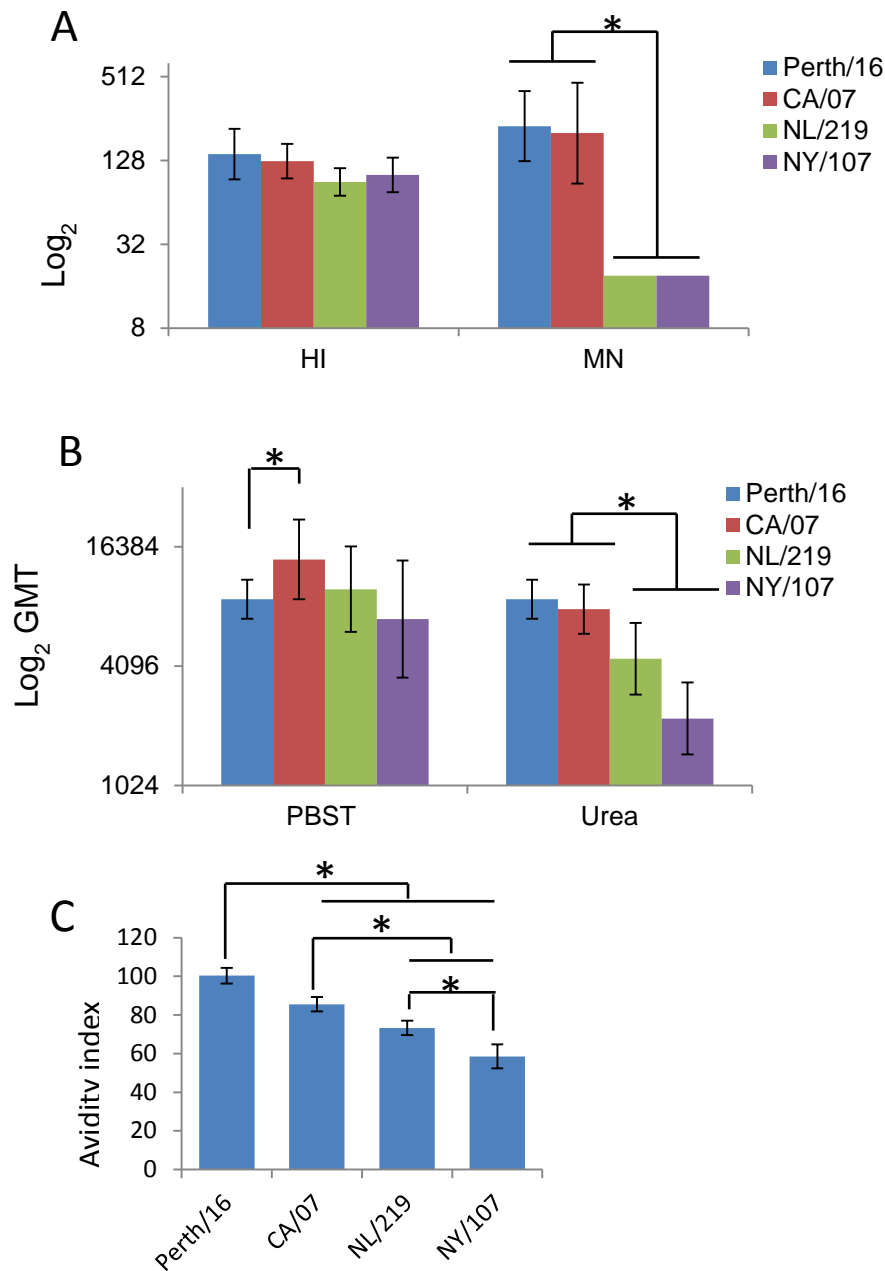 A
*
512
128
32
8
Log2
HI
MN
Perth/16
CA/07
NL/219
NY/107
B
*
*
16384
4096
1024
Log2 GMT
PBST
Urea
Perth/16
CA/07
NL/219
NY/107
C
*
*
*
120
100
80
60
40
20
0
Avidity index
Perth/16
CA/07
NL/219
NY/107